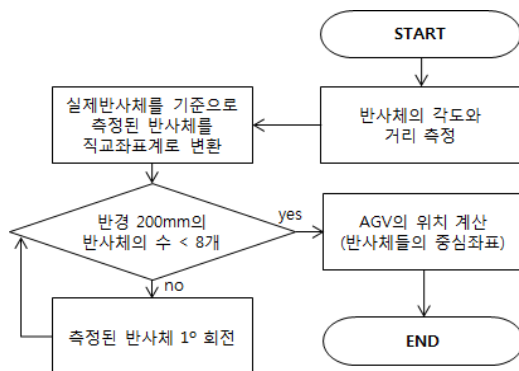 START
반사체의 각도와
거리 측정
실제반사체를 기준으로
측정된 반사체를
직교좌표계로 변환
반경 200mm의
반사체의 수 < 8개
yes
no
AGV의 위치 계산
(반사체들의 중심좌표)
측정된 반사체 1º 회전
END